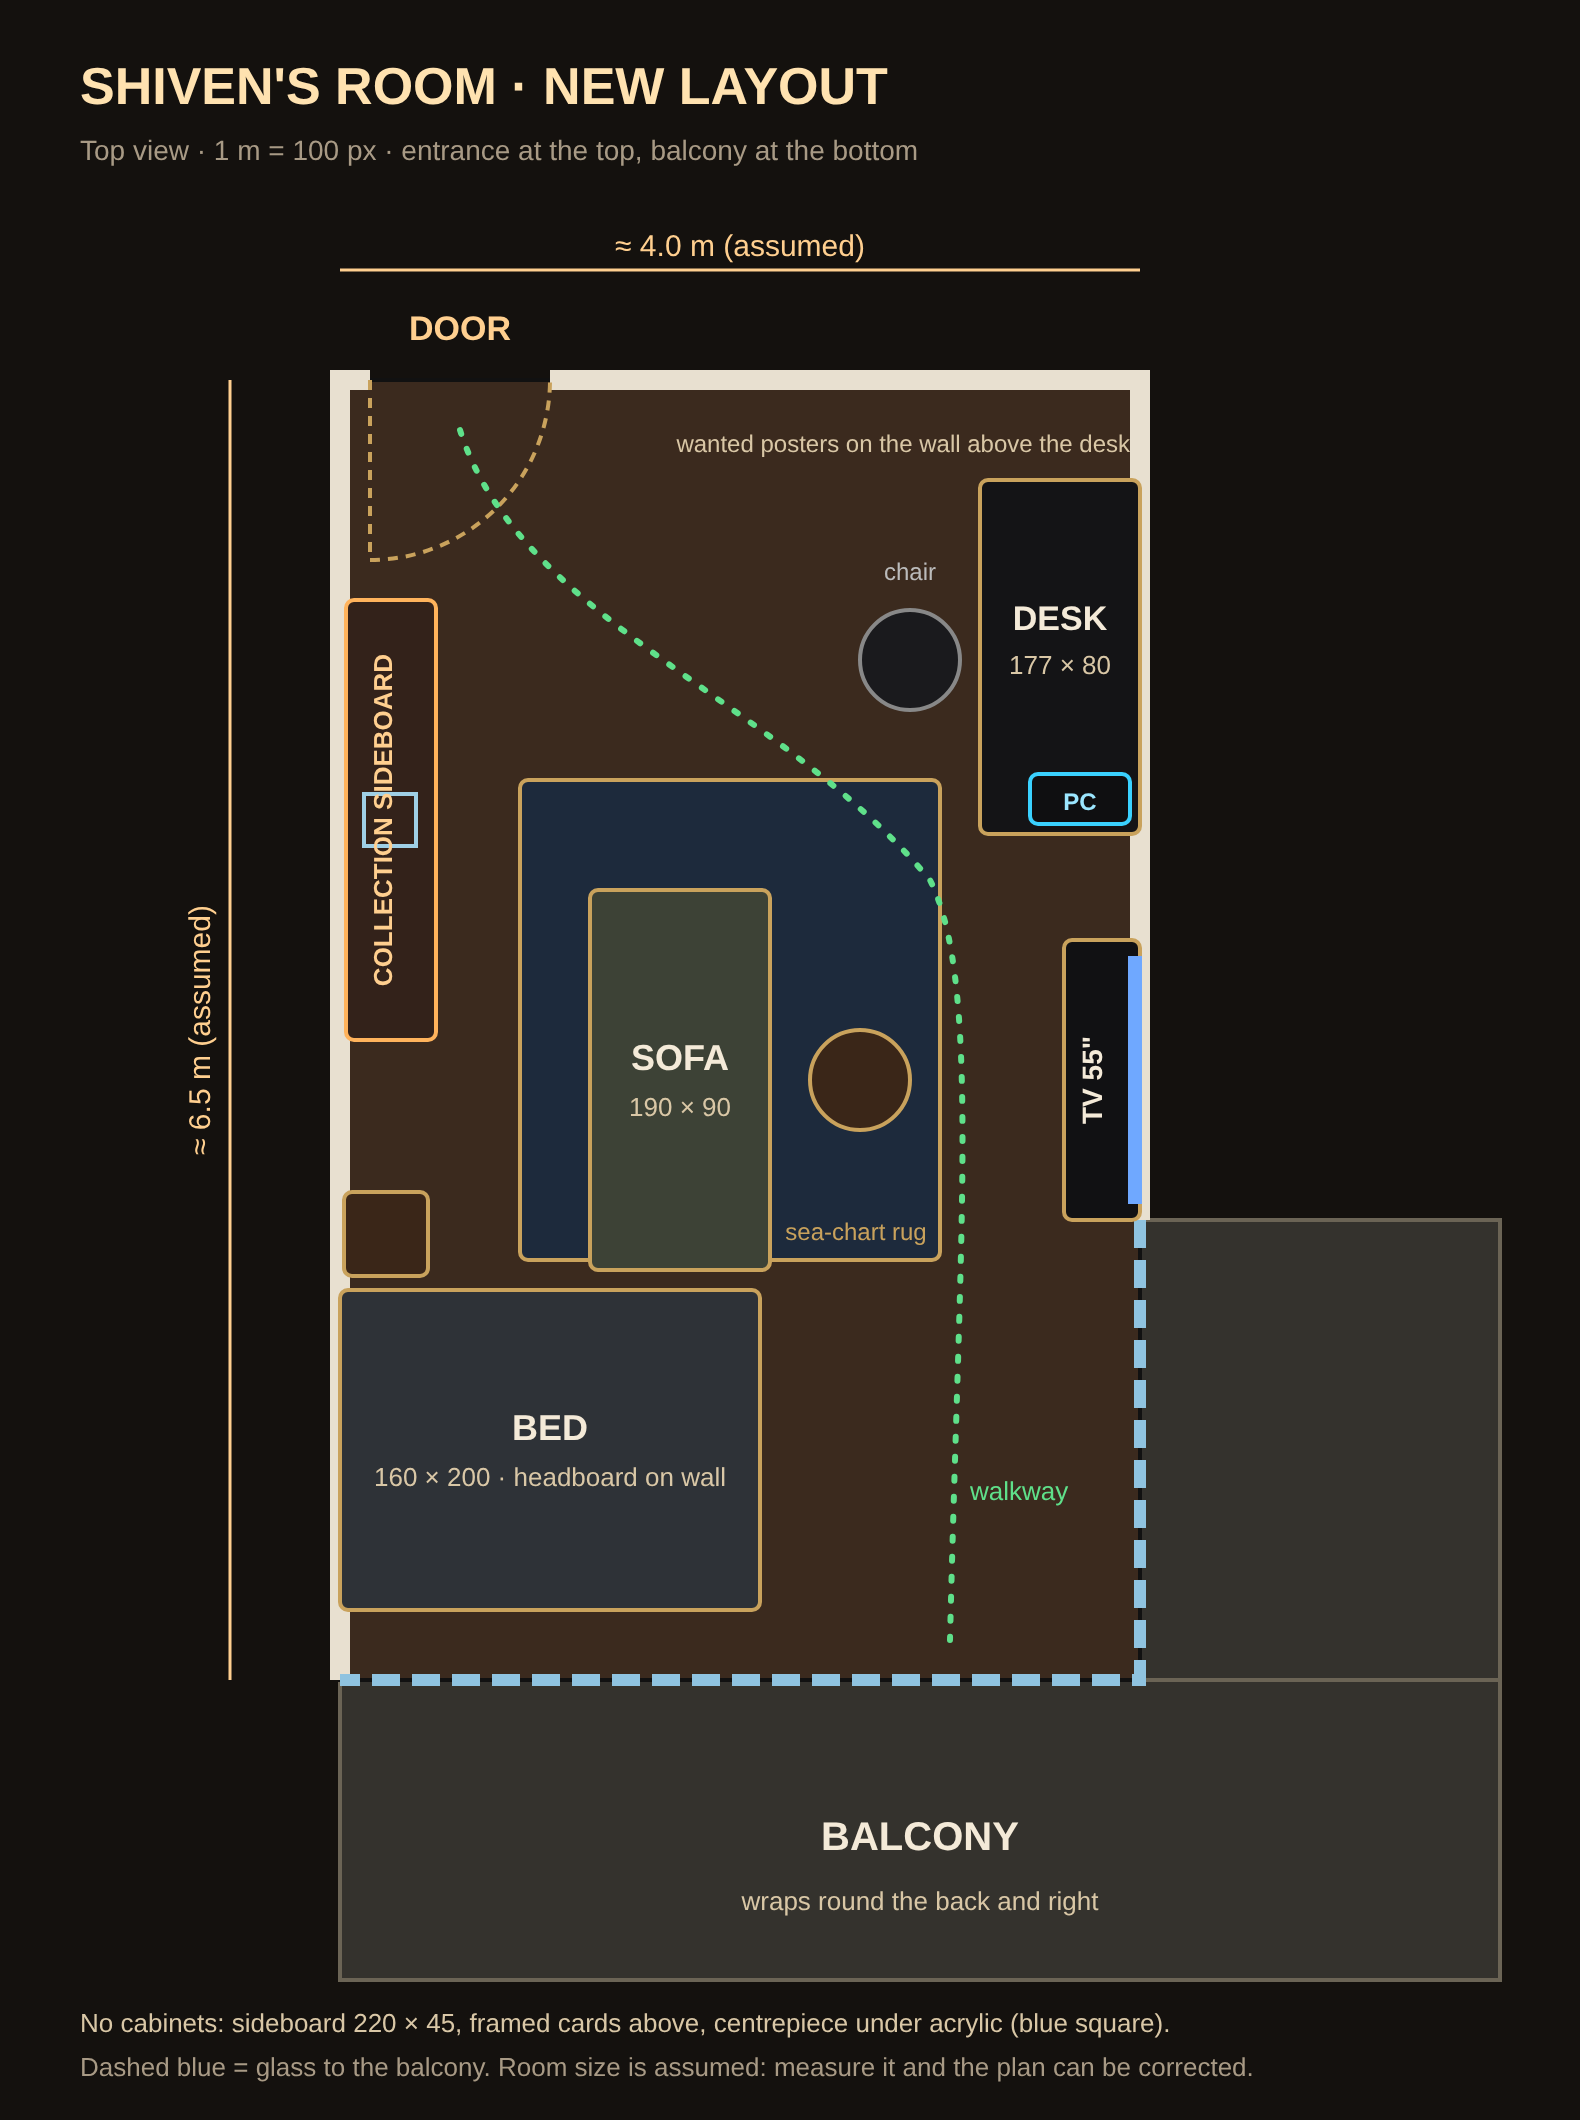 SHIVEN'S ROOM · NEW LAYOUT
Top view · 1 m = 100 px · entrance at the top, balcony at the bottom
≈ 4.0 m (assumed)
DOOR
wanted posters on the wall above the desk
chair
DESK
177 × 80
PC
COLLECTION SIDEBOARD
≈ 6.5 m (assumed)
SOFA
190 × 90
TV 55"
sea-chart rug
BED
160 × 200 · headboard on wall
walkway
BALCONY
wraps round the back and right
No cabinets: sideboard 220 × 45, framed cards above, centrepiece under acrylic (blue square).
Dashed blue = glass to the balcony. Room size is assumed: measure it and the plan can be corrected.